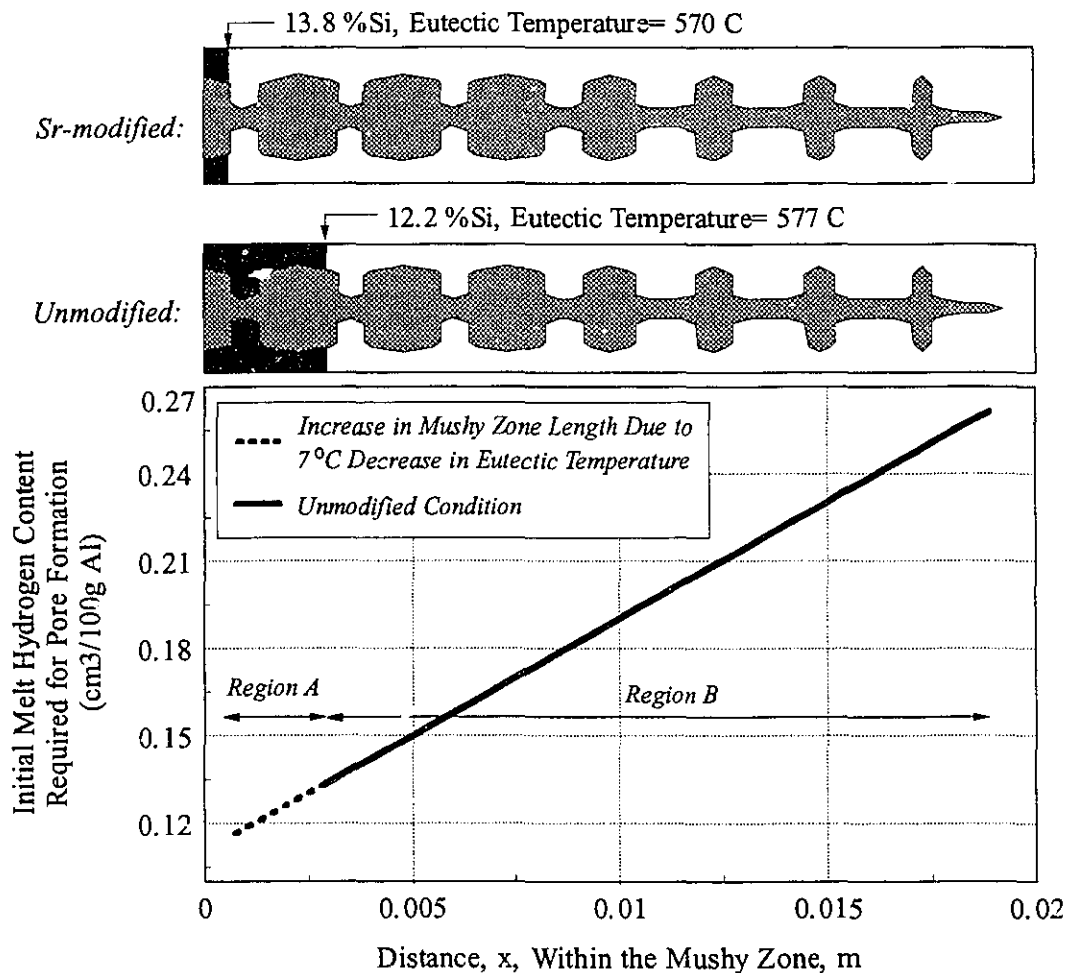 13.8 %Si, Eutectic Temperature= 570 C
Sr-modified:
12.2 %Si, Eutectic Temperature= 577 C
Unmodified:
Increase in Mushy Zone Length Due to
7 °C Decrease in Eutectic Temperature
Unmodified Condition
Initial Melt Hydrogen Content
Required for Pore Formation
(cm3/100g Al)
0.27
0.24
0.21
0.18
0.15
0.12
Region A
Region B
0
0.005
0.01
0.015
0.02
Distance, x, Within the Mushy Zone, m